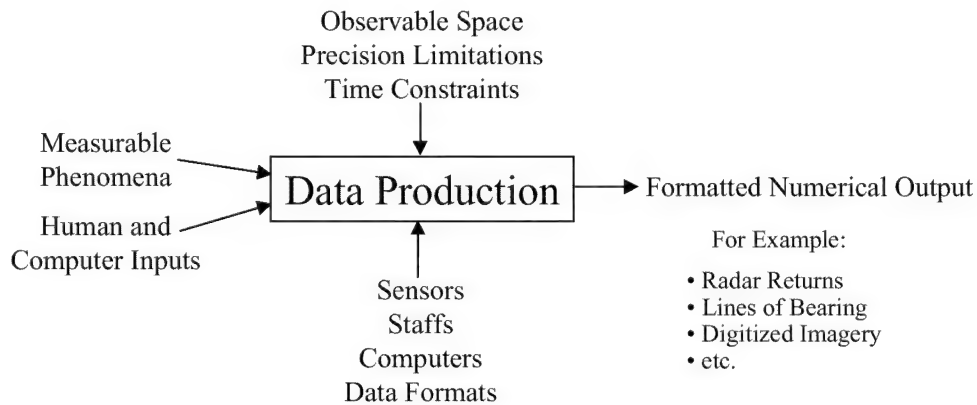 Observable Space
Precision Limitations
Time Constraints
Measurable
Phenomena
Human and
Computer Inputs
Data Production
Formatted Numerical Output
For Example:
• Radar Returns
• Lines of Bearing
• Digitized Imagery
• etc.
Sensors
Staffs
Computers
Data Formats